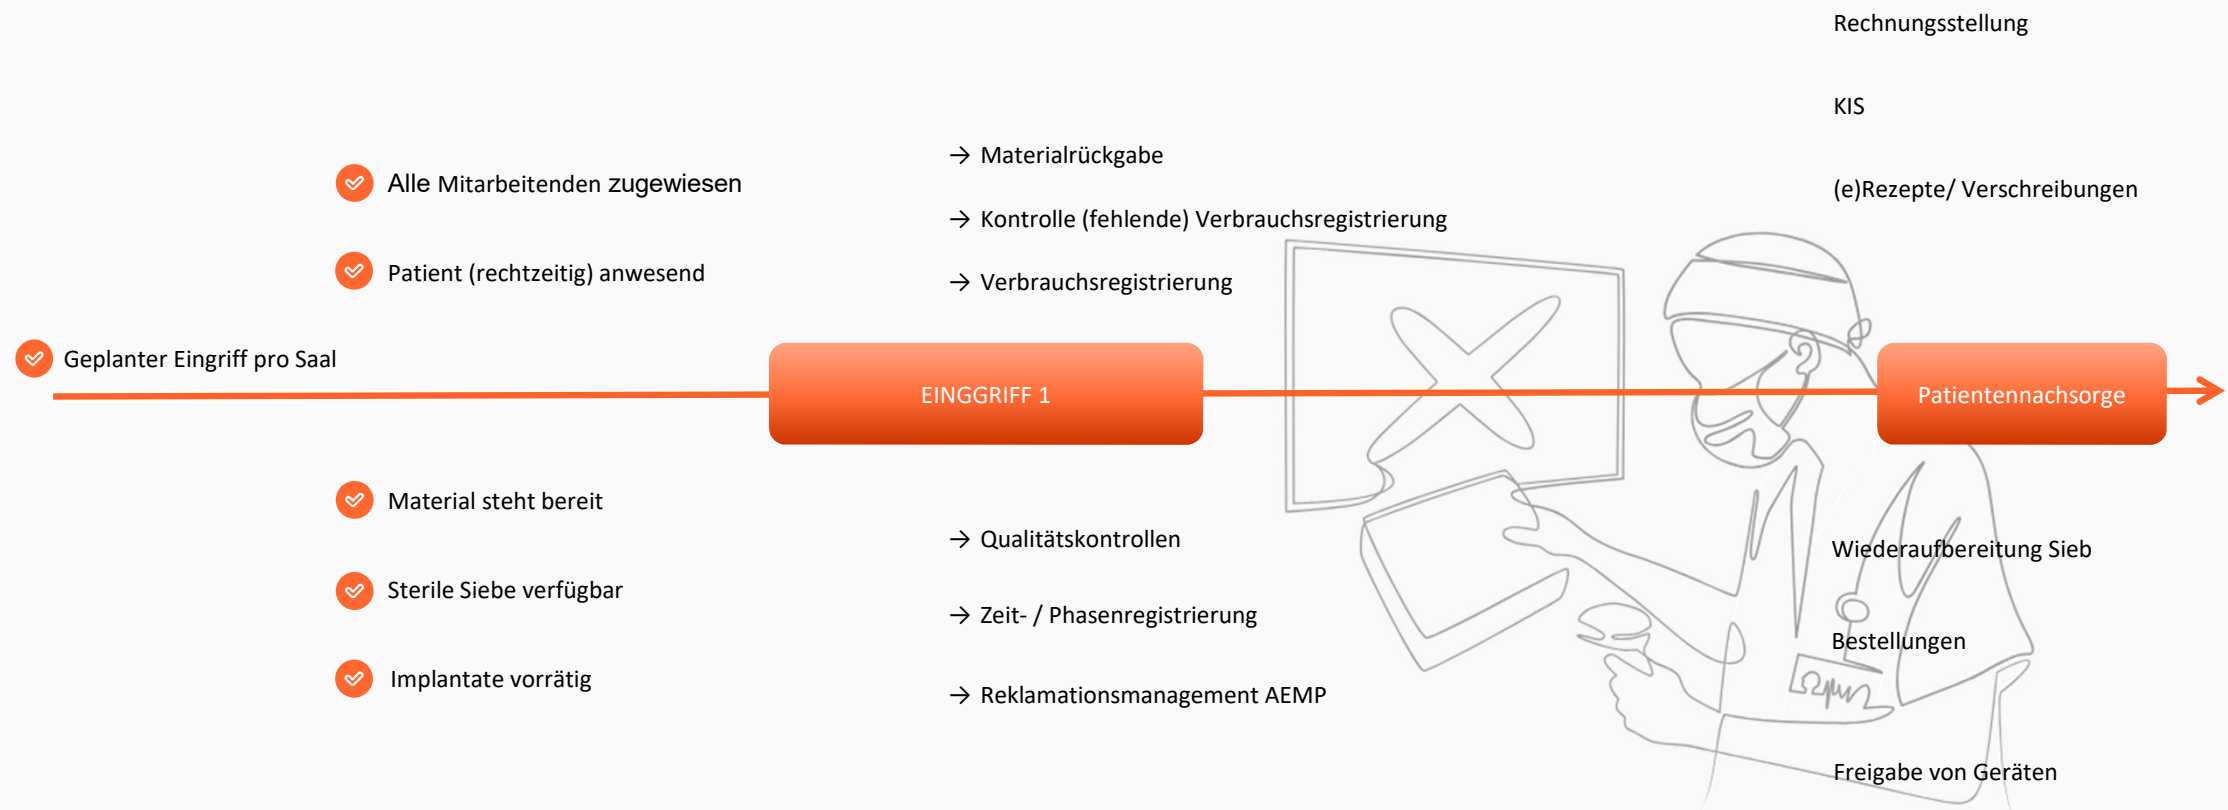 Geplanter Eingriff pro Saal
Alle Mitarbeitenden zugewiesen
Patient (rechtzeitig) anwesend
Material steht bereit
Sterile Siebe verfügbar
Implantate vorrätig
→ Materialrückgabe
→ Kontrolle (fehlende) Verbrauchsregistrierung
→ Verbrauchsregistrierung
EINGGRIFF 1
→ Qualitätskontrollen
→ Zeit- / Phasenregistrierung
→ Reklamationsmanagement AEMP
Rechnungsstellung
KIS
(e)Rezepte/ Verschreibungen
Patientennachsorge
Wiederaufbereitung Sieb
Bestellungen
Freigabe von Geräten